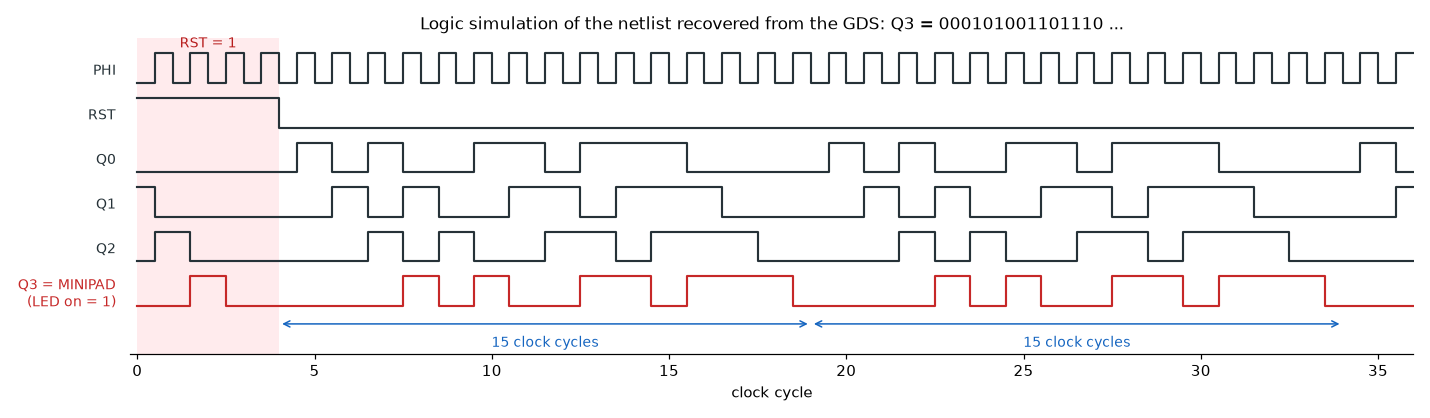 Logic simulation of the netlist recovered from the GDS: Q3 = 000101001101110 ...
RST = 1
PHI
RST
Q0
Q1
Q2
Q3 = MINIPAD
(LED on = 1)
15 clock cycles
15 clock cycles
0 5 10 15 20 25 30 35
clock cycle